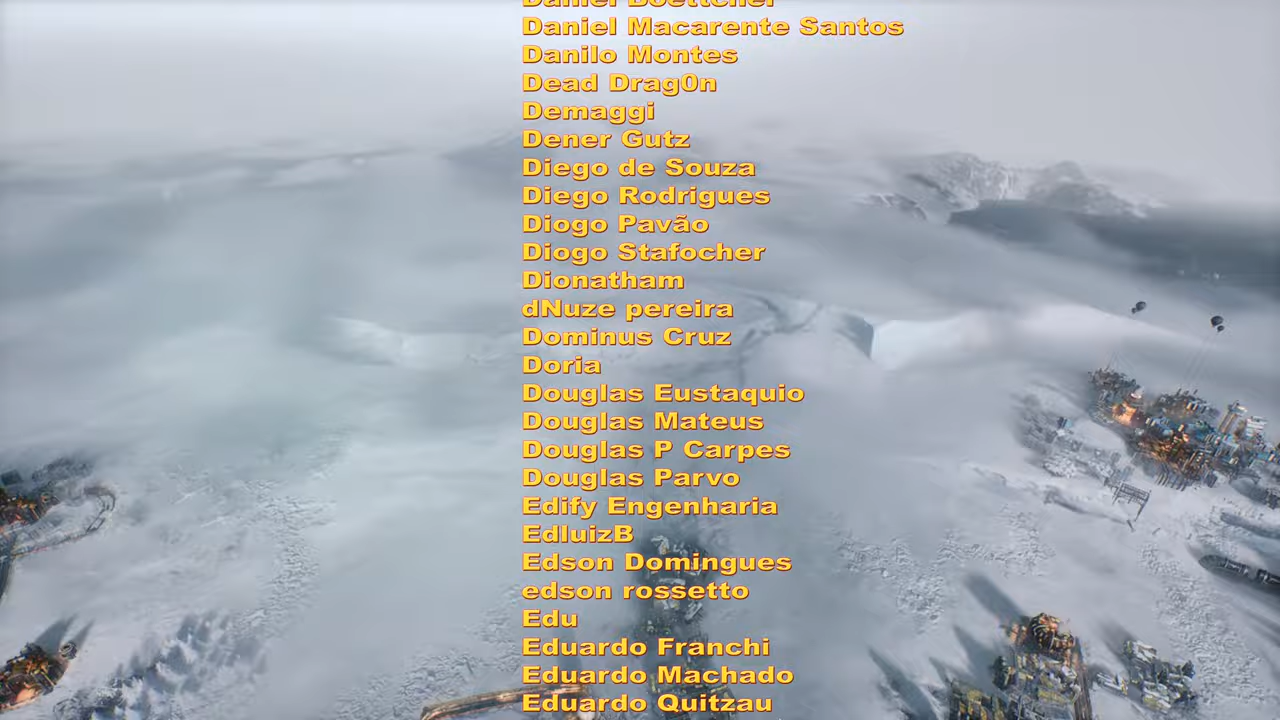 Daniel Boettcher
Daniel Macarente Santos
Danilo Montes
Dead Drag0n
Demaggi
Dener Gutz
Diego de Souza
Diego Rodrigues
Diogo Pavão
Diogo Stafocher
Dionatham
dNuze pereira
Dominus Cruz
Doria
Douglas Eustaquio
Douglas Mateus
Douglas P Carpes
Douglas Parvo
Edify Engenharia
EdluizB
Edson Domingues
edson rossetto
Edu
Eduardo Franchi
Eduardo Machado
Eduardo Quitzau